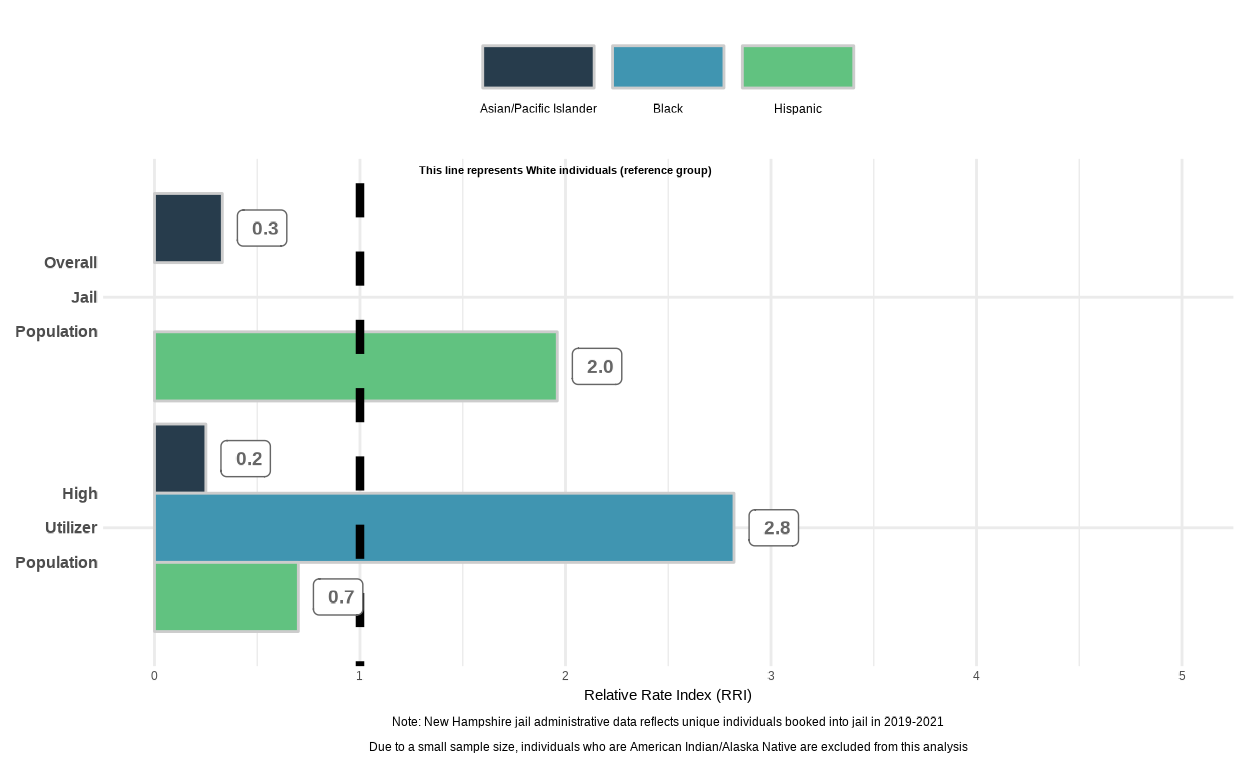 Asian/Pacific Islander
Black
Hispanic
This line represents White individuals (reference group)
0.3
Overall
Jail
Population
2.0
0.2
High
Utilizer
Population
2.8
0.7
0
1
2
3
4
5
Relative Rate Index (RRI)
Note: New Hampshire jail administrative data reflects unique individuals booked into jail in 2019-2021
Due to a small sample size, individuals who are American Indian/Alaska Native are excluded from this analysis